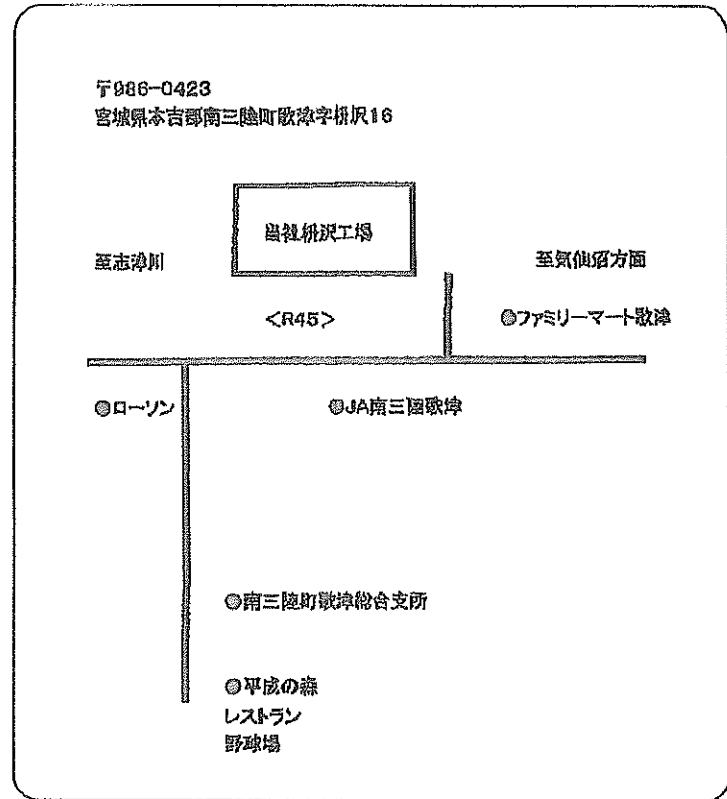 〒986-0423
宮城県本吉郡南三陸町歌津字枡沢16
当社枡沢工場
至志津川
至気仙沼方面
<R45>
●ファミリーマート歌津
●ローソン
●JA南三陸歌津
●南三陸町歌津総合支所
●平成の森
レストラン
野球場